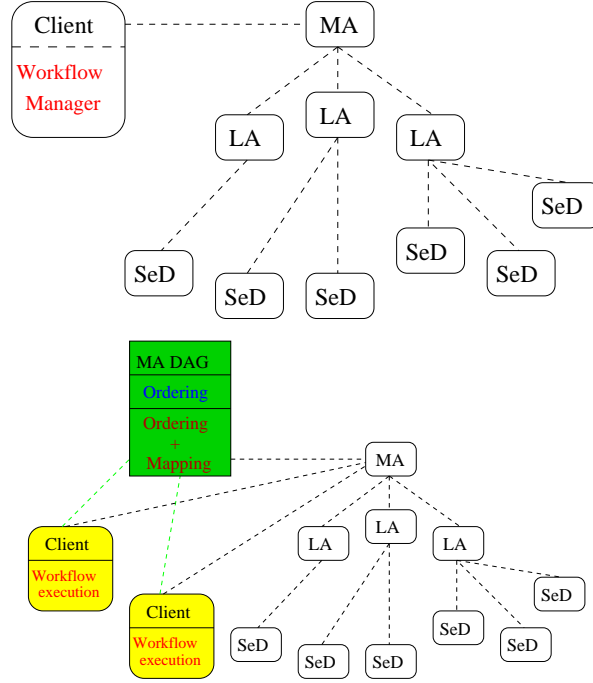 Client
MA
Workflow
Manager
LA
LA
LA
SeD
SeD
SeD
SeD
SeD
SeD
MA DAG
Ordering
Ordering
+
Mapping
MA
Client
Workflow
execution
Client
Workflow
execution
LA
LA
LA
SeD
SeD
SeD
SeD
SeD
SeD